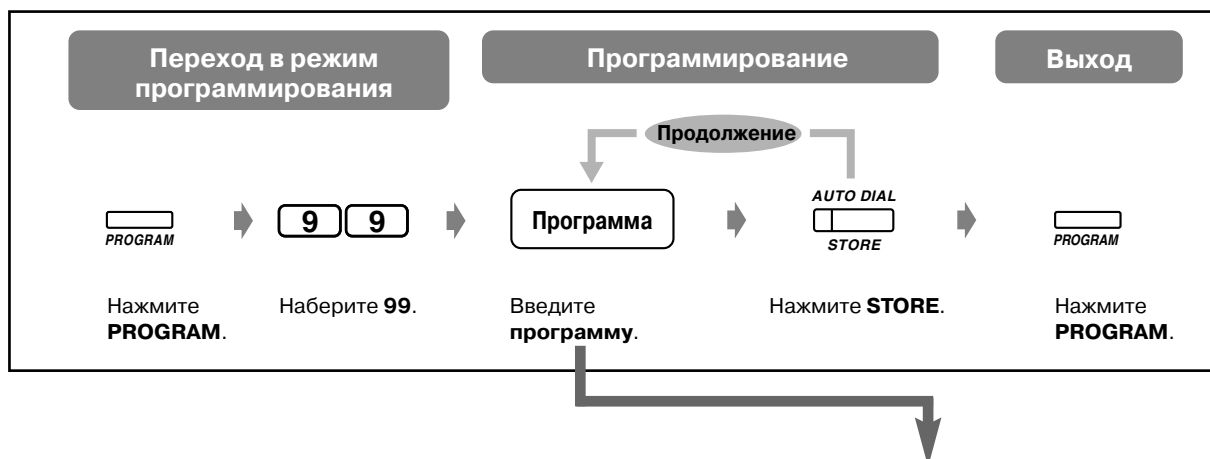 Переход в режим
программирования
Программирование
Выход
Продолжение
PROGRAM
9 9
Программа
AUTO DIAL
STORE
PROGRAM
Нажмите
PROGRAM.
Наберите 99.
Введите
программу.
Нажмите STORE.
Нажмите
PROGRAM.